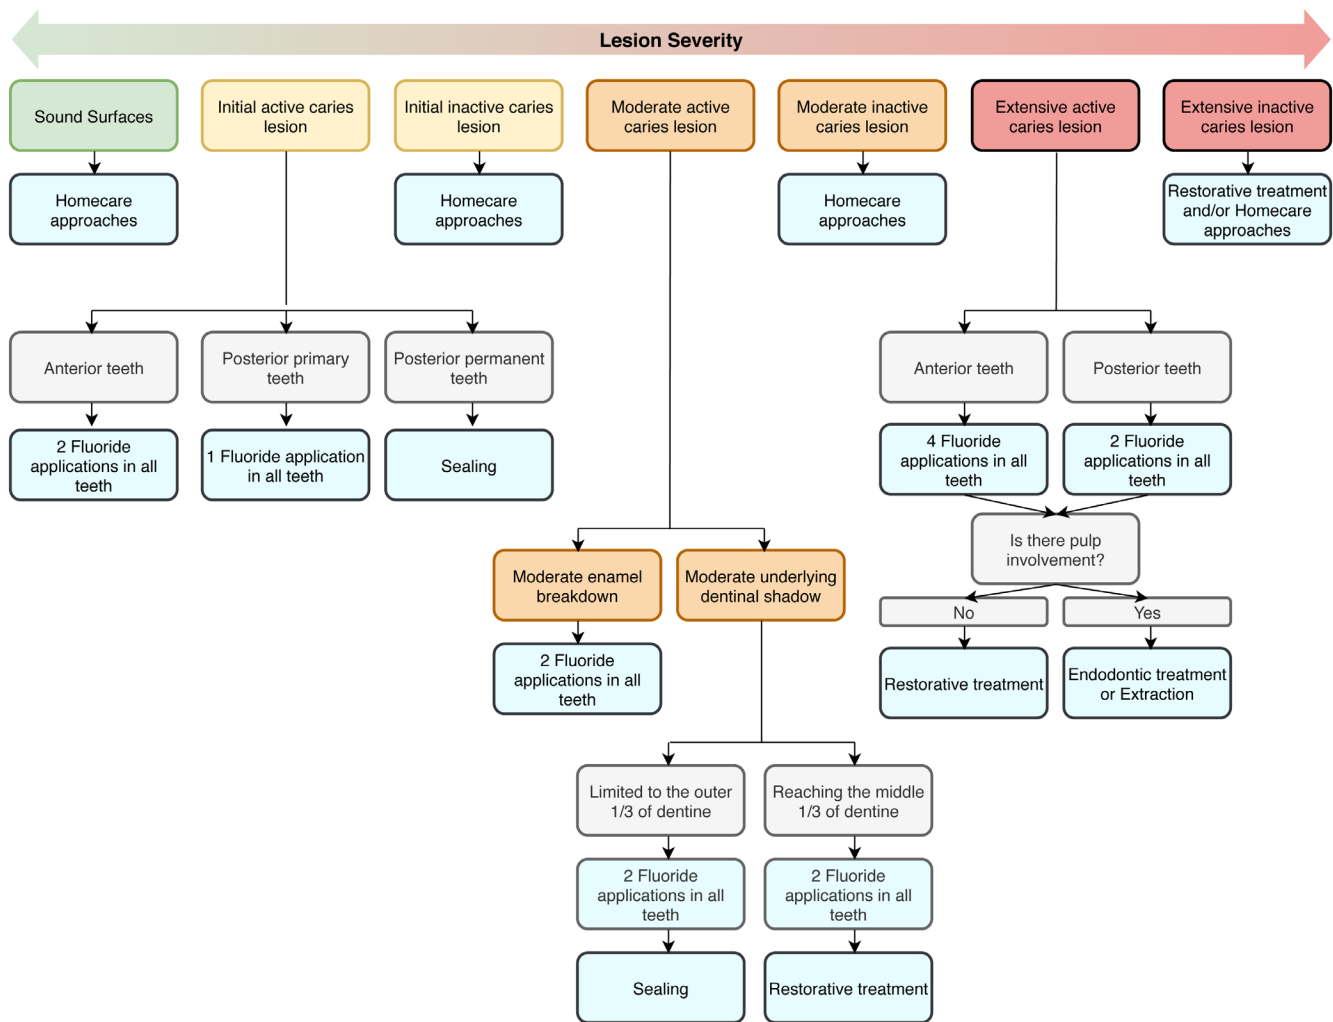 Lesion Severity
Sound Surfaces
Initial active caries
lesion
Initial inactive caries
lesion
Moderate active
caries lesion
Moderate inactive
caries lesion
Extensive active
caries lesion
Extensive inactive
caries lesion
Homecare
approaches
Homecare
approaches
Homecare
approaches
Restorative treatment
and/or Homecare
approaches
Anterior teeth
Posterior primary
teeth
Posterior permanent
teeth
Anterior teeth
Posterior teeth
2 Fluoride
applications in all
teeth
1 Fluoride application
in all teeth
Sealing
4 Fluoride
applications in all
teeth
2 Fluoride
applications in all
teeth
Is there pulp
involvement?
Moderate enamel
breakdown
Moderate underlying
dentinal shadow
No
Yes
2 Fluoride
applications in all
teeth
Restorative treatment
Endodontic treatment
or Extraction
Limited to the outer
1/3 of dentine
Reaching the middle
1/3 of dentine
2 Fluoride
applications in all
teeth
2 Fluoride
applications in all
teeth
Sealing
Restorative treatment